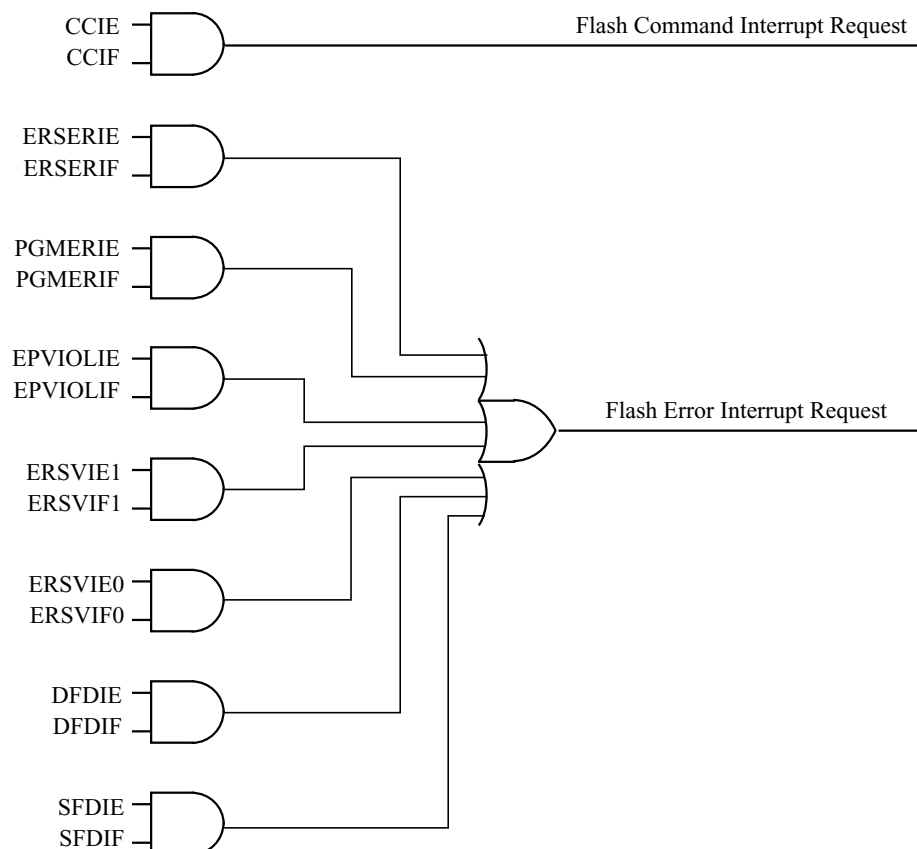 CCIE
CCIF
Flash Command Interrupt Request
ERSERIE
ERSERIF
PGMERIE
PGMERIF
EPVIOLIE
EPVIOLIF
Flash Error Interrupt Request
ERSVIE1
ERSVIF1
ERSVIE0
ERSVIF0
DFDIE
DFDIF
SFDIE
SFDIF